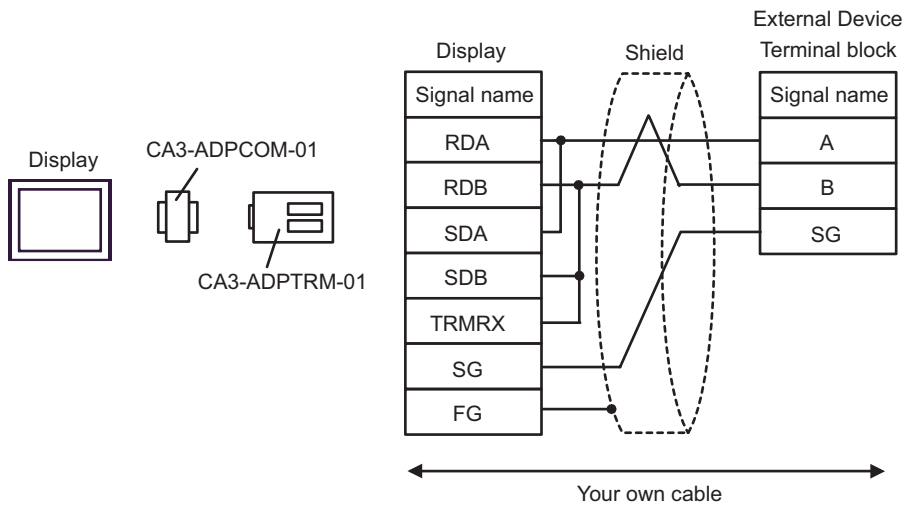 External Device
Display
Shield
Terminal block
Signal name
Signal name
RDA
A
RDB
B
SDA
SG
SDB
TRMRX
SG
FG
Display
CA3-ADPCOM-01
CA3-ADPTRM-01
Your own cable